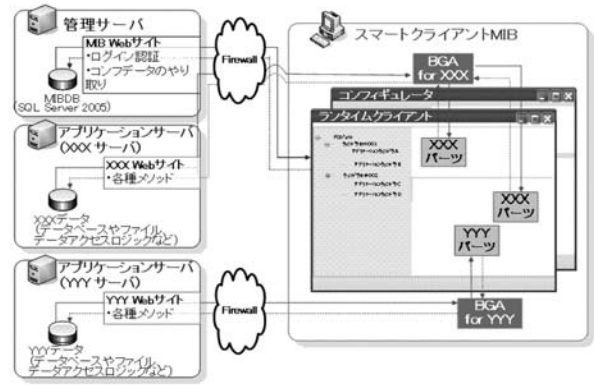 管理サーバ
MIB Webサイト
・ログイン認証
・コンフデータのやり
取り
MIBDB
(SQL Server 2005)
Firewall
アプリケーションサーバ
(XXX サーバ)
XXX Webサイト
・各種メソッド
XXXデータ
(データベースやファイル、
データアクセスロジックなど)
アプリケーションサーバ
(YYY サーバ)
YYY Webサイト
・各種メソッド
YYYデータ
(データベースやファイル、
データアクセスロジックなど)
Firewall
スマートクライアントMIB
BGA
for XXX
コンフィギュレータ
ランタイムクライアント
XXX
パーツ
XXX
パーツ
YYY
パーツ
BGA
for YYY